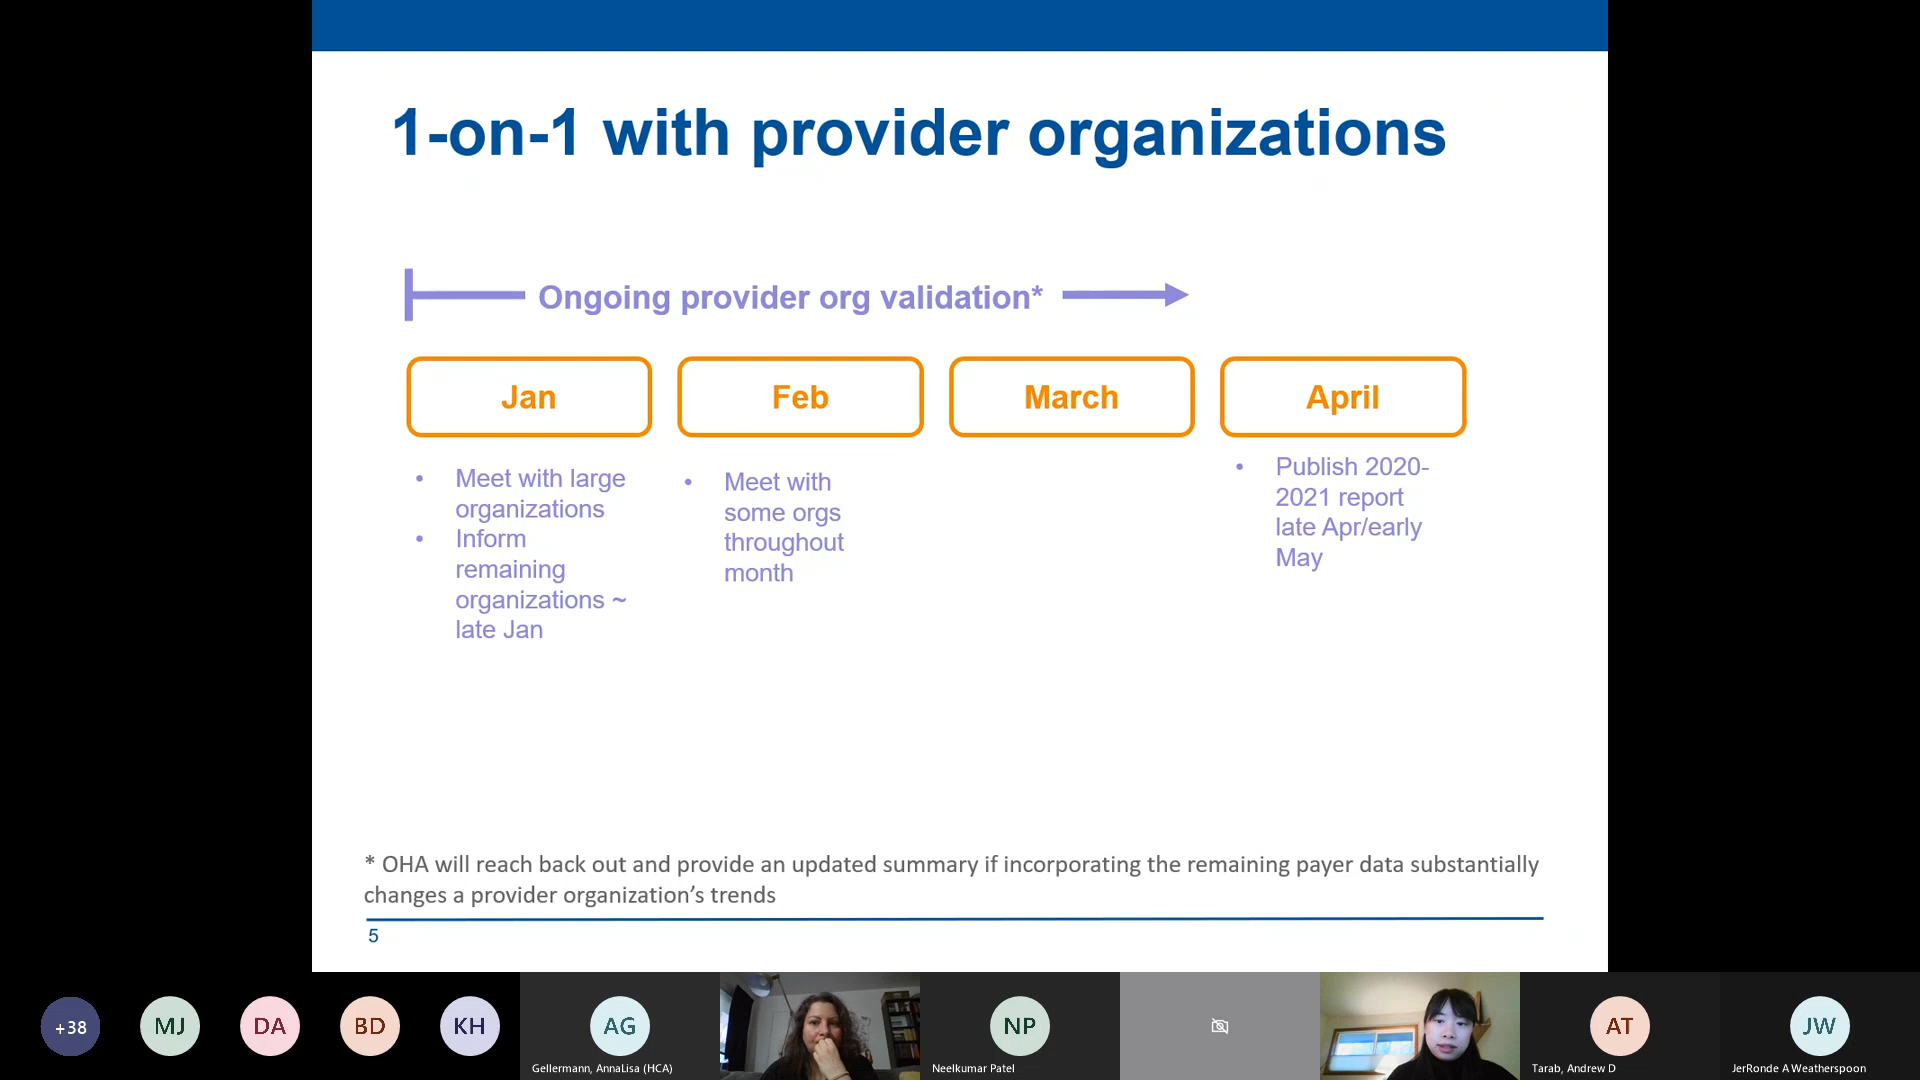 1-on-1 with provider organizations
Ongoing provider org validation*
Jan
Feb
March
April
• Meet with large
organizations
• Inform
remaining
organizations ~
late Jan
• Meet with
some orgs
throughout
month
• Publish 2020-
2021 report
late Apr/early
May
* OHA will reach back out and provide an updated summary if incorporating the remaining payer data substantially
changes a provider organization’s trends
5
+38
MJ
DA
BD
KH
AG
Gellermann, AnnaLisa (HCA)
NP
Neelkumar Patel
AT
Tarab, Andrew D
JW
JerRonde A Weatherspoon